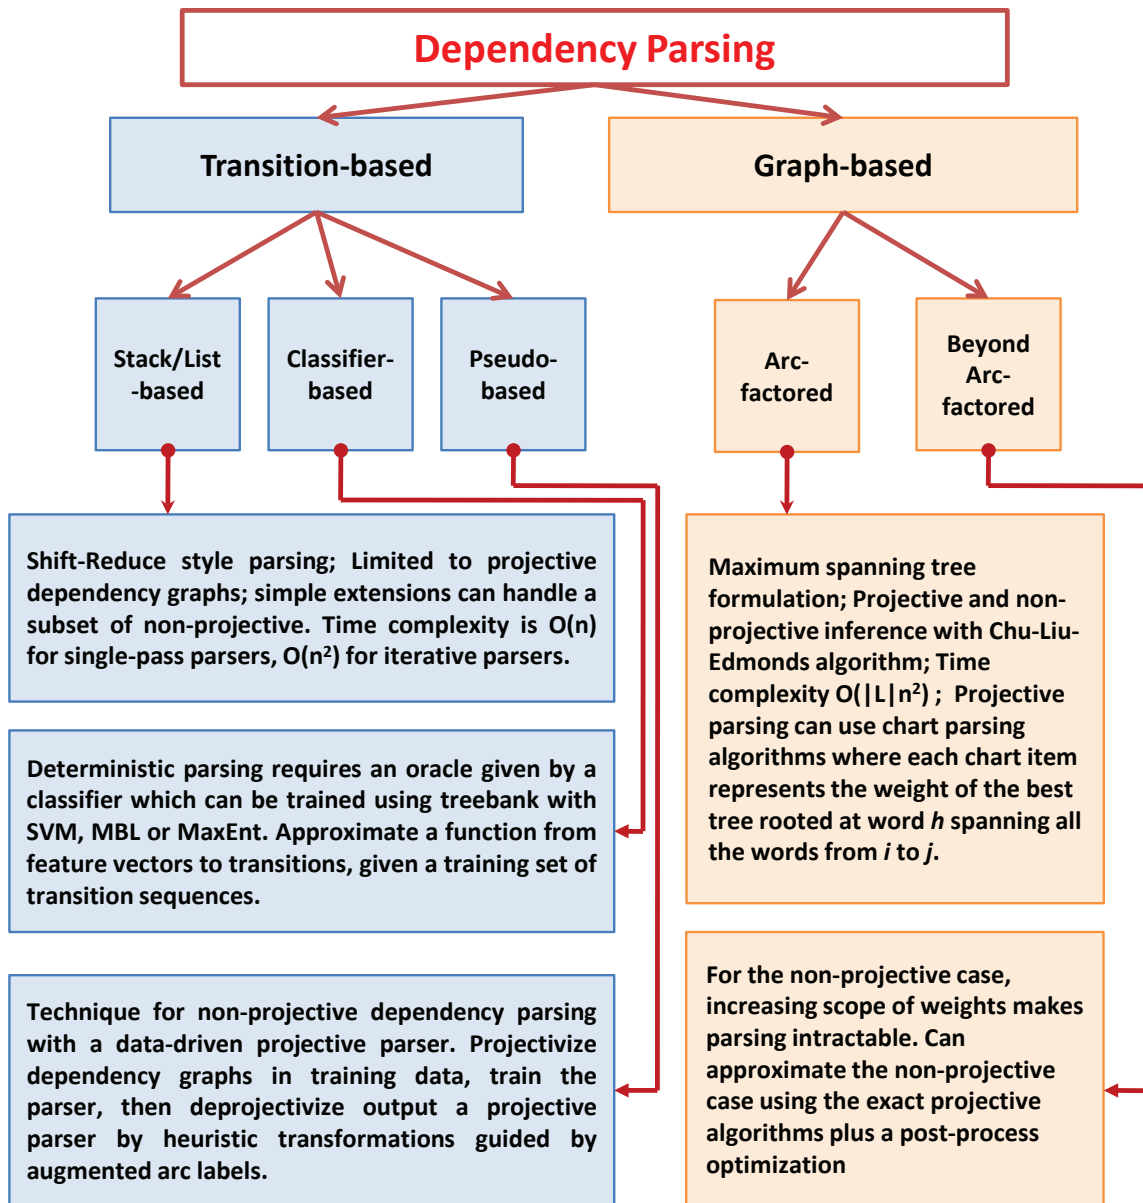 Dependency Parsing
Transition-based
Graph-based
Stack/List
-based
Classifier-
based
Pseudo-
based
Arc-
factored
Beyond
Arc-
factored
Shift-Reduce style parsing; Limited to projective
dependency graphs; simple extensions can handle a
subset of non-projective. Time complexity is O(n)
for single-pass parsers, O(n²) for iterative parsers.
Deterministic parsing requires an oracle given by a
classifier which can be trained using treebank with
SVM, MBL or MaxEnt. Approximate a function from
feature vectors to transitions, given a training set of
transition sequences.
Technique for non-projective dependency parsing
with a data-driven projective parser. Projectivize
dependency graphs in training data, train the
parser, then deprojectivize output a projective
parser by heuristic transformations guided by
augmented arc labels.
Maximum spanning tree
formulation; Projective and non-
projective inference with Chu-Liu-
Edmonds algorithm; Time
complexity O(|L|n²) ; Projective
parsing can use chart parsing
algorithms where each chart item
represents the weight of the best
tree rooted at word h spanning all
the words from i to j.
For the non-projective case,
increasing scope of weights makes
parsing intractable. Can
approximate the non-projective
case using the exact projective
algorithms plus a post-process
optimization